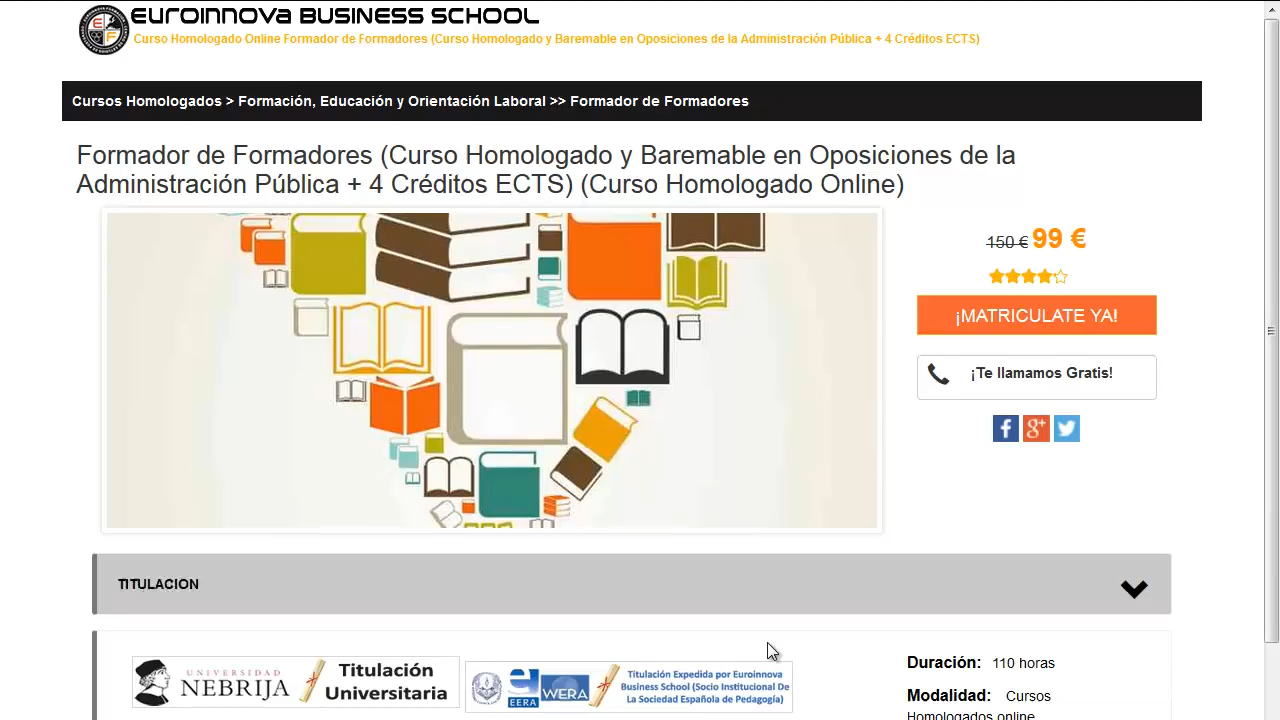 EUROINNOVA BUSINESS SCHOOL
Curso Homologado Online Formador de Formadores (Curso Homologado y Baremable en Oposiciones de la Administración Pública + 4 Créditos ECTS)
Cursos Homologados > Formación, Educación y Orientación Laboral >> Formador de Formadores
Formador de Formadores (Curso Homologado y Baremable en Oposiciones de la
Administración Pública + 4 Créditos ECTS) (Curso Homologado Online)
150 € 99 €
¡MATRICULATE YA!
¡Te llamamos Gratis!
TITULACION
UNIVERSIDAD
NEBRIJA
Titulación
Universitaria
EERA
WERA
Titulación Expedida por Euroinnova
Business School (Socio Institucional De
La Sociedad Española de Pedagogía)
Duración: 110 horas
Modalidad: Cursos
Homologados online